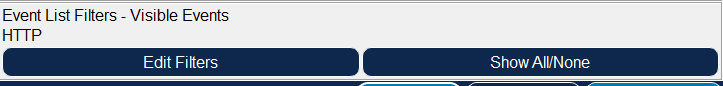 Event List Filters - Visible Events
HTTP
Edit Filters
Show All/None